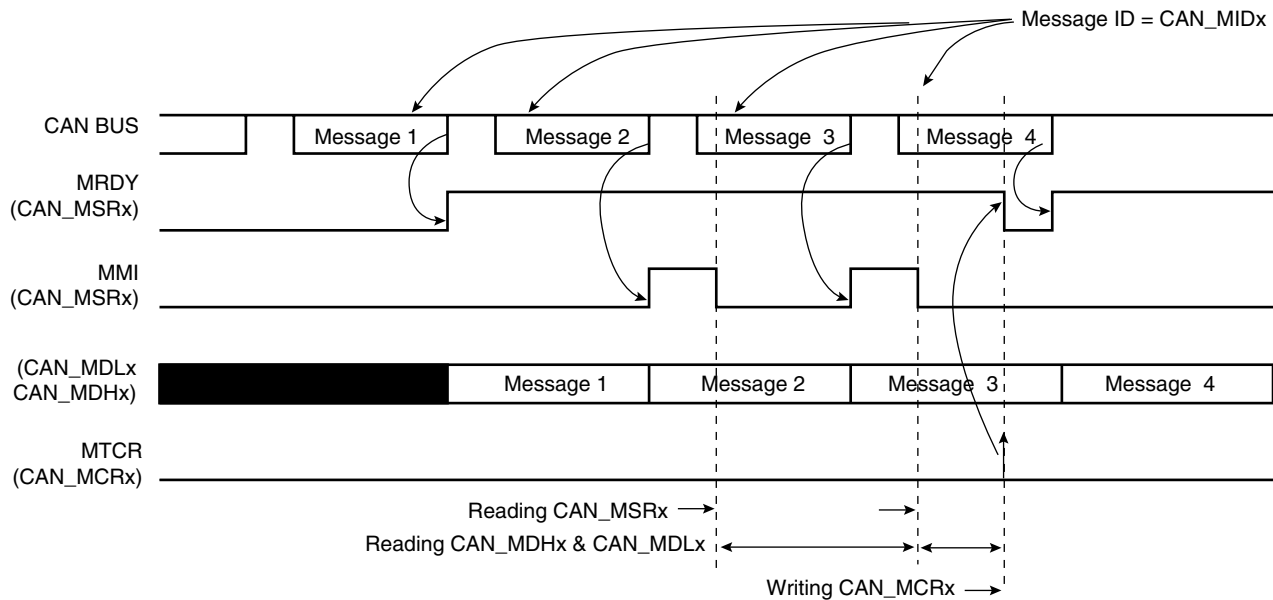 Message ID = CAN_MIDx
CAN BUS
Message 1
Message 2
Message 3
Message 4
MRDY
(CAN_MSRx)
MMI
(CAN_MSRx)
(CAN_MDLx
CAN_MDHx)
Message 1
Message 2
Message 3
Message 4
MTCR
(CAN_MCRx)
Reading CAN_MSRx
Reading CAN_MDHx & CAN_MDLx
Writing CAN_MCRx